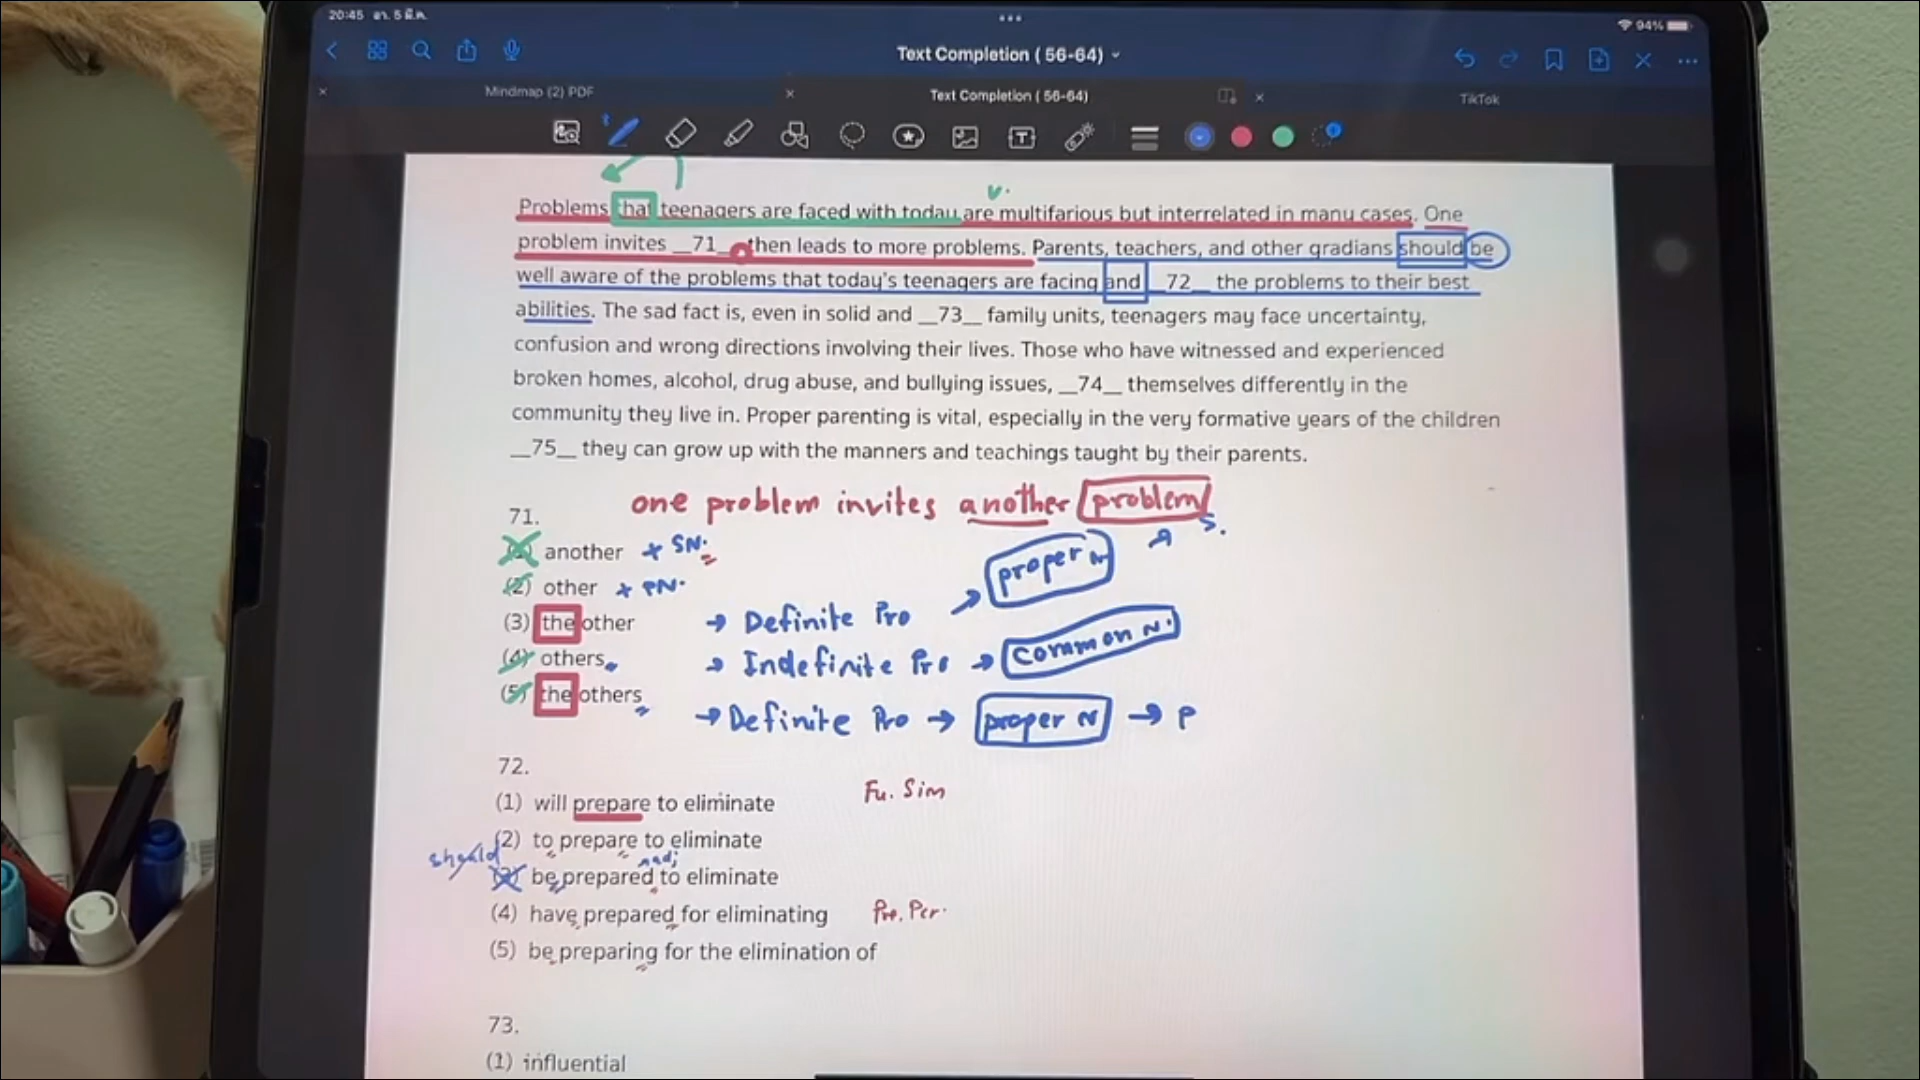 20:45 อา. 5 มี.ค.
94%
Text Completion ( 56-64)
Mindmap (2) PDF
Text Completion ( 56-64)
TikTok
v.
Problems that teenagers are faced with today are multifarious but interrelated in many cases. One
problem invites __71__, then leads to more problems. Parents, teachers, and other gradians should be
well aware of the problems that today's teenagers are facing and __72__ the problems to their best
abilities. The sad fact is, even in solid and __73__ family units, teenagers may face uncertainty,
confusion and wrong directions involving their lives. Those who have witnessed and experienced
broken homes, alcohol, drug abuse, and bullying issues, __74__ themselves differently in the
community they live in. Proper parenting is vital, especially in the very formative years of the children
__75__ they can grow up with the manners and teachings taught by their parents.
one problem invites another problem
S.
71.
(1) another + SN.
(2) other + PN.
(3) the other → Definite Pro → proper N
(4) others → Indefinite Pro → common N.
(5) the others → Definite Pro → proper N → P
72.
(1) will prepare to eliminate Fu. Sim
(2) to prepare to eliminate
should adj
(3) be prepared to eliminate
(4) have prepared for eliminating Pre. Per.
(5) be preparing for the elimination of
73.
(1) influential